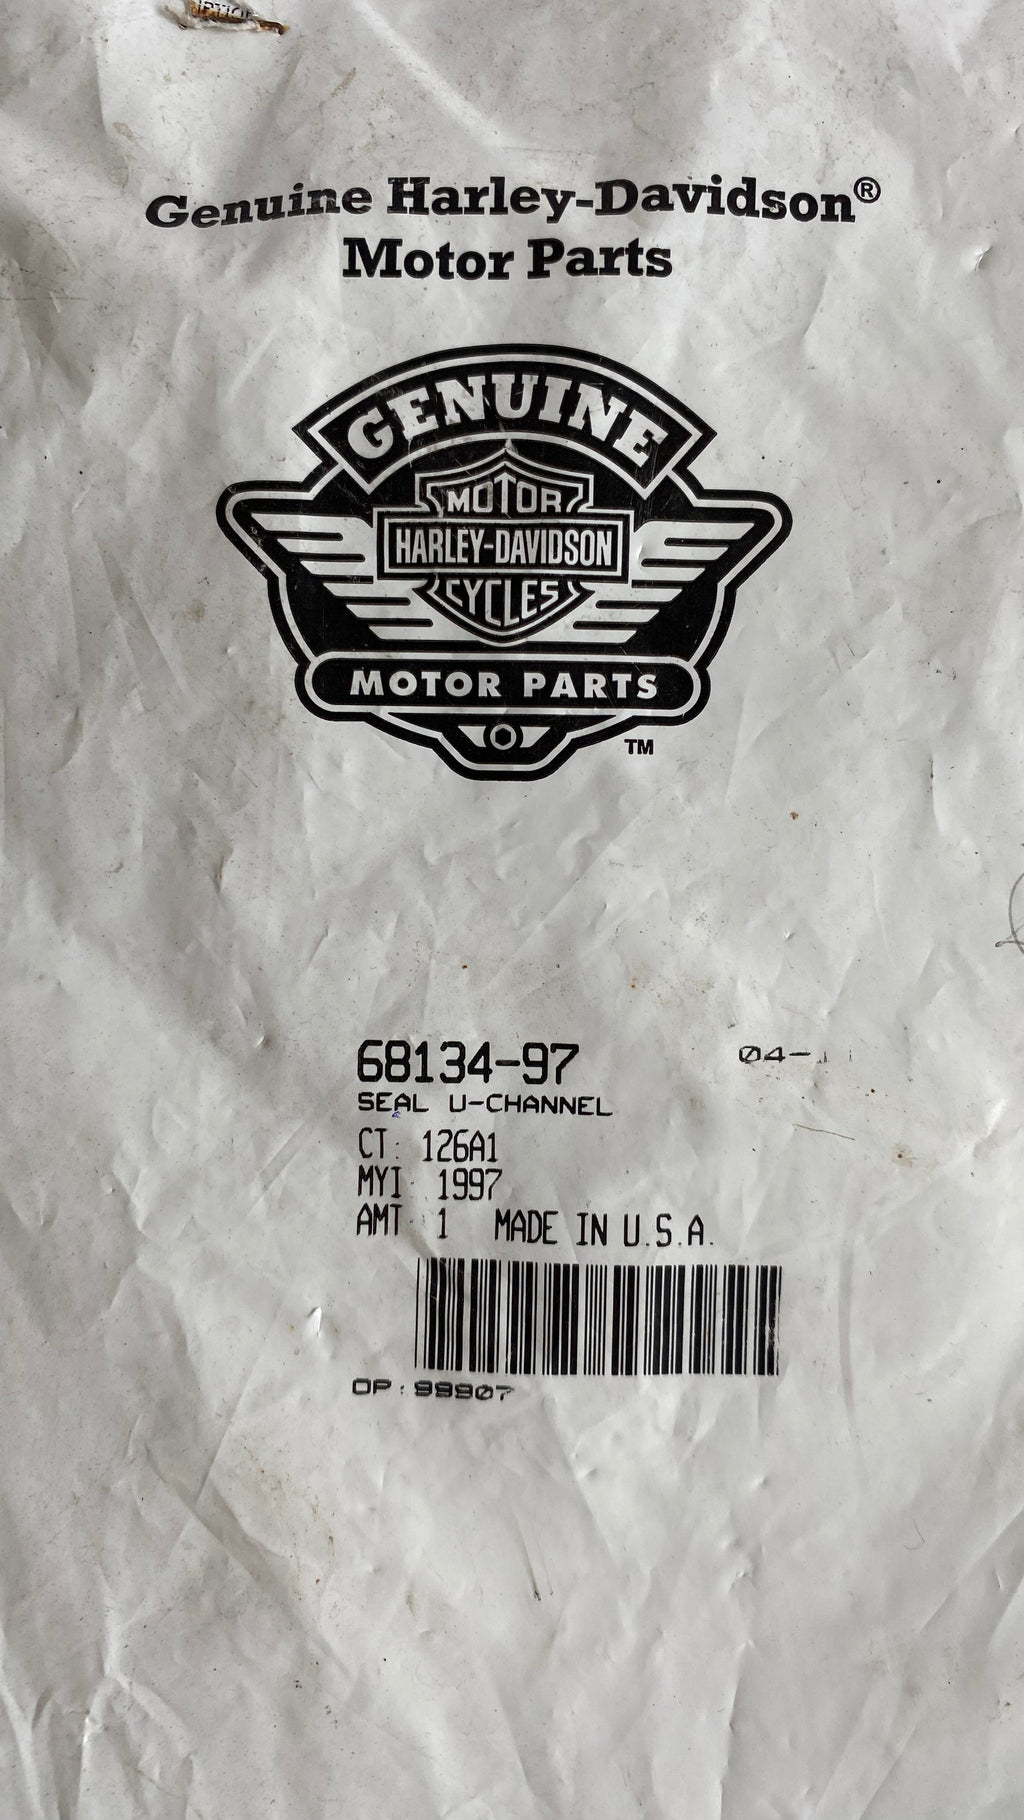 Genuine Harley-Davidson®
Motor Parts
GENUINE
MOTOR
HARLEY-DAVIDSON
CYCLES
MOTOR PARTS
TM
68134-97
SEAL U-CHANNEL
CT: 126A1
MYI: 1997
AMT: 1 MADE IN U.S.A.
OP:99907